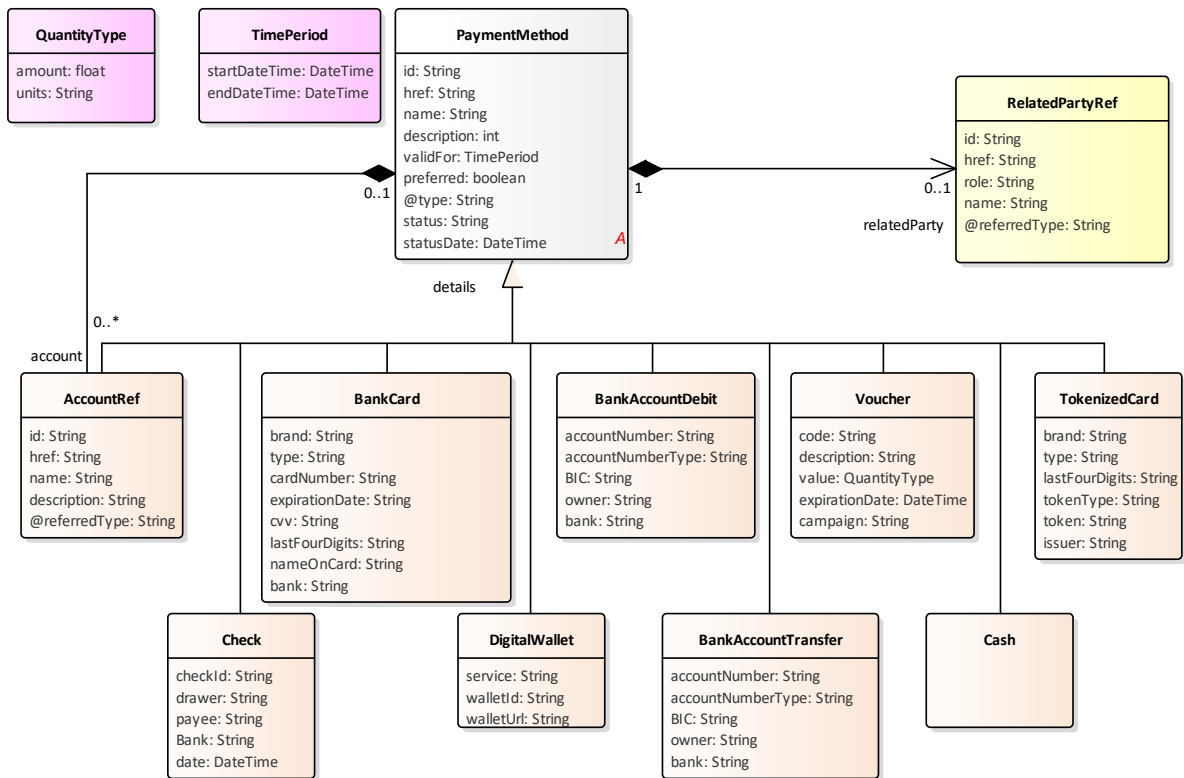 QuantityType
amount: float
units: String
TimePeriod
startDateTime: DateTime
endDateTime: DateTime
PaymentMethod
id: String
href: String
name: String
description: int
validFor: TimePeriod
preferred: boolean
@type: String
status: String
statusDate: DateTime
A
RelatedPartyRef
id: String
href: String
role: String
name: String
@referredType: String
0..1
1
0..1
relatedParty
details
0..*
account
AccountRef
id: String
href: String
name: String
description: String
@referredType: String
BankCard
brand: String
type: String
cardNumber: String
expirationDate: String
cvv: String
lastFourDigits: String
nameOnCard: String
bank: String
BankAccountDebit
accountNumber: String
accountNumberType: String
BIC: String
owner: String
bank: String
Voucher
code: String
description: String
value: QuantityType
expirationDate: DateTime
campaign: String
TokenizedCard
brand: String
type: String
lastFourDigits: String
tokenType: String
token: String
issuer: String
Check
checkId: String
drawer: String
payee: String
Bank: String
date: DateTime
DigitalWallet
service: String
walletId: String
walletUrl: String
BankAccountTransfer
accountNumber: String
accountNumberType: String
BIC: String
owner: String
bank: String
Cash